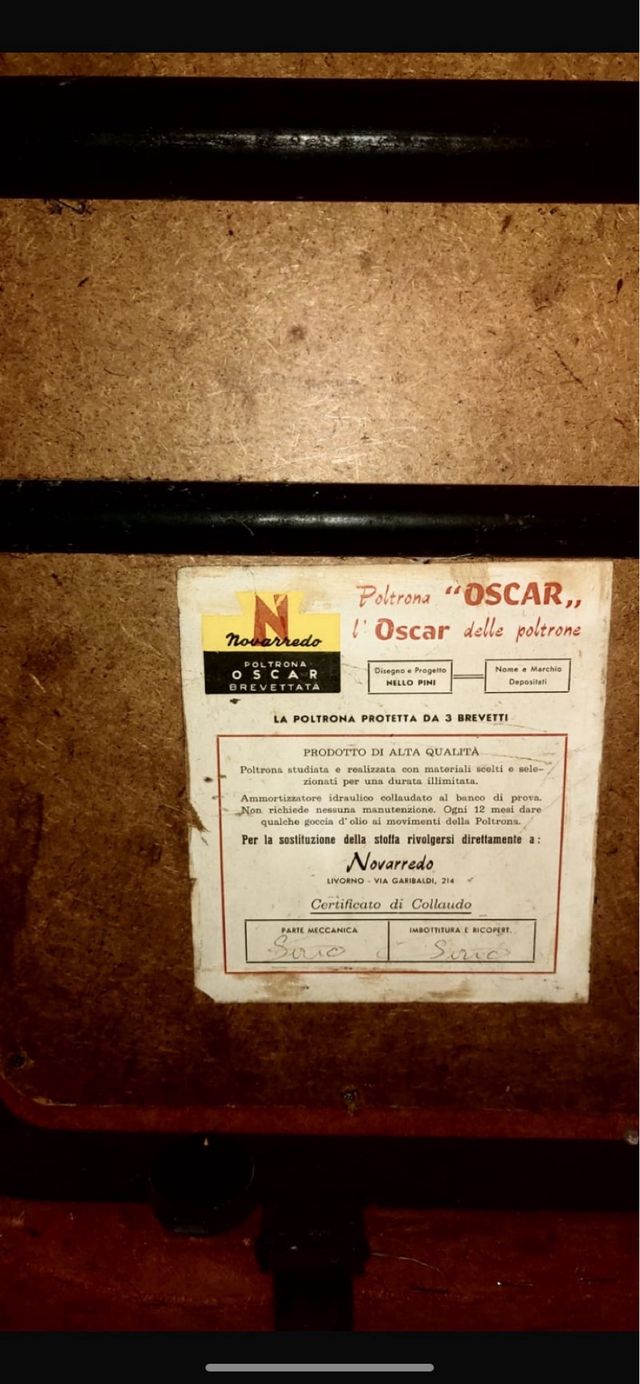 N
Novarredo
POLTRONA
OSCAR
BREVETTATA
Poltrona “OSCAR„
l' Oscar delle poltrone
Disegno e Progetto
NELLO PINI
Nome e Marchio
Depositati
LA POLTRONA PROTETTA DA 3 BREVETTI
PRODOTTO DI ALTA QUALITÀ
Poltrona studiata e realizzata con materiali scelti e sele-
zionati per una durata illimitata.
Ammortizzatore idraulico collaudato al banco di prova.
Non richiede nessuna manutenzione. Ogni 12 mesi dare
qualche goccia d'olio ai movimenti della Poltrona.
Per la sostituzione della stoffa rivolgersi direttamente a:
Novarredo
LIVORNO - VIA GARIBALDI, 214
Certificato di Collaudo
PARTE MECCANICA
IMBOTTITURA E RICOPERT.
Sirio
Sirio